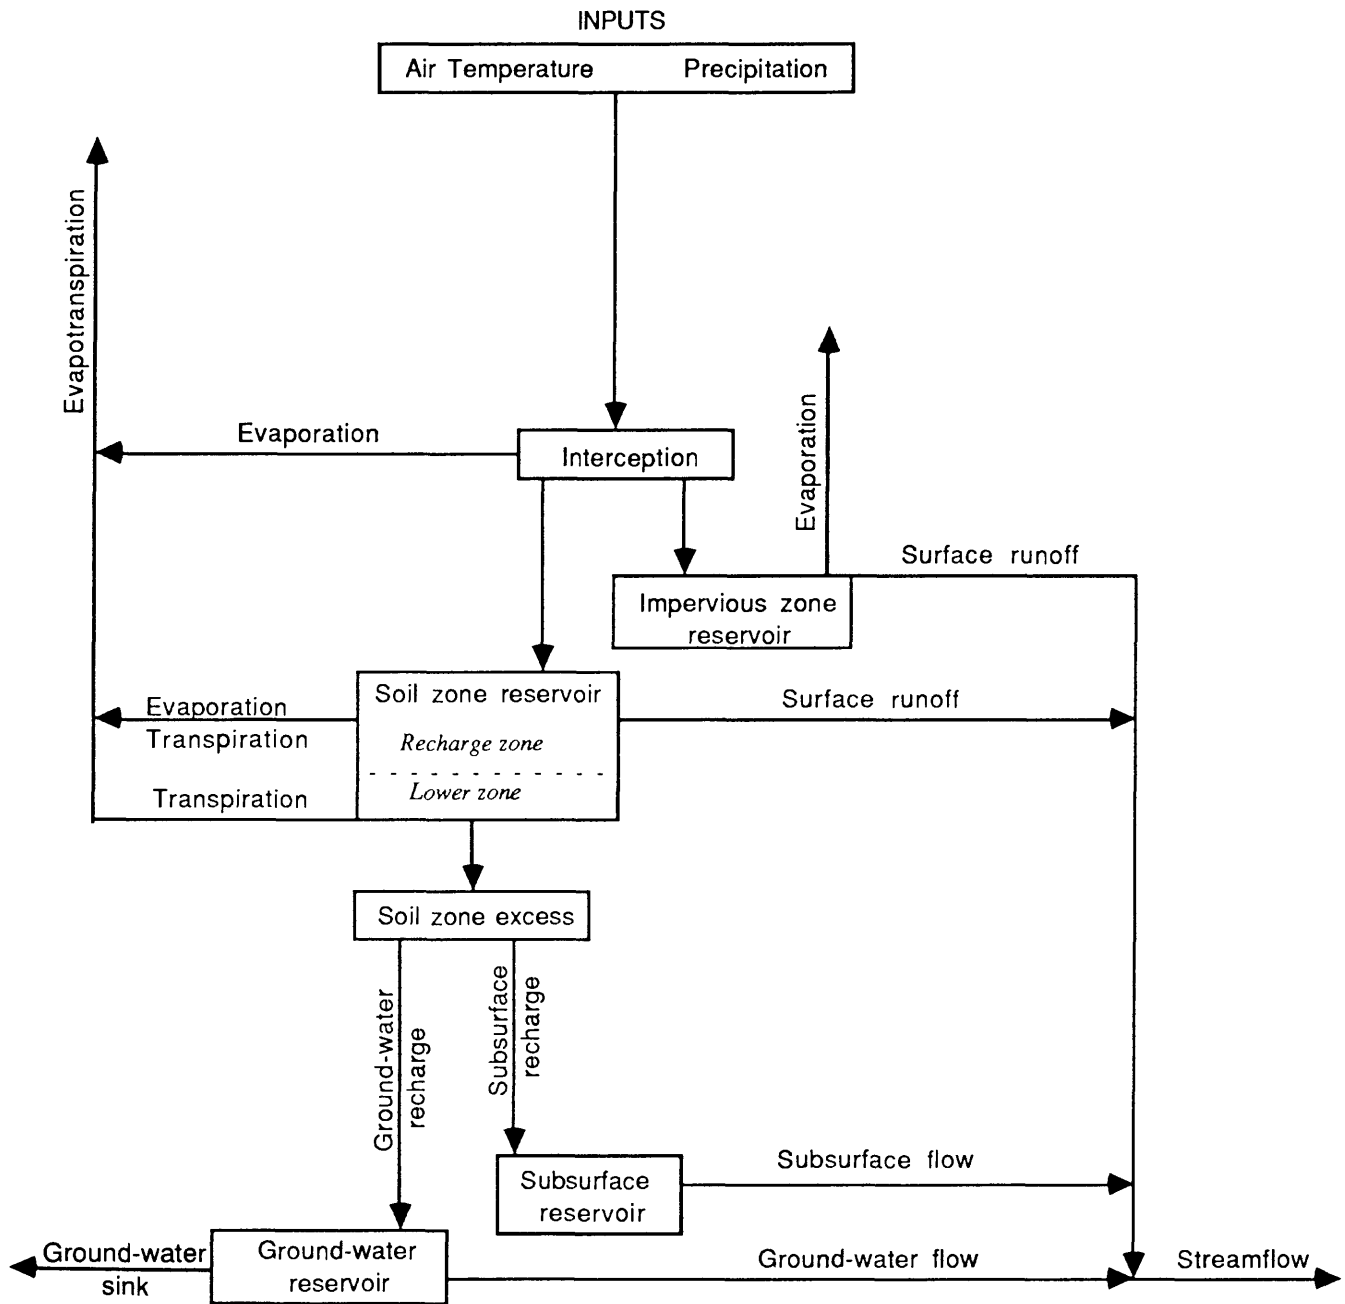 INPUTS
Air Temperature Precipitation
Evapotranspiration
Evaporation
Interception
Evaporation
Surface runoff
Impervious zone
reservoir
Soil zone reservoir
Recharge zone
Lower zone
Evaporation
Transpiration
Transpiration
Surface runoff
Soil zone excess
Ground-water
recharge
Subsurface
recharge
Subsurface
reservoir
Subsurface flow
Ground-water
sink
Ground-water
reservoir
Ground-water flow
Streamflow